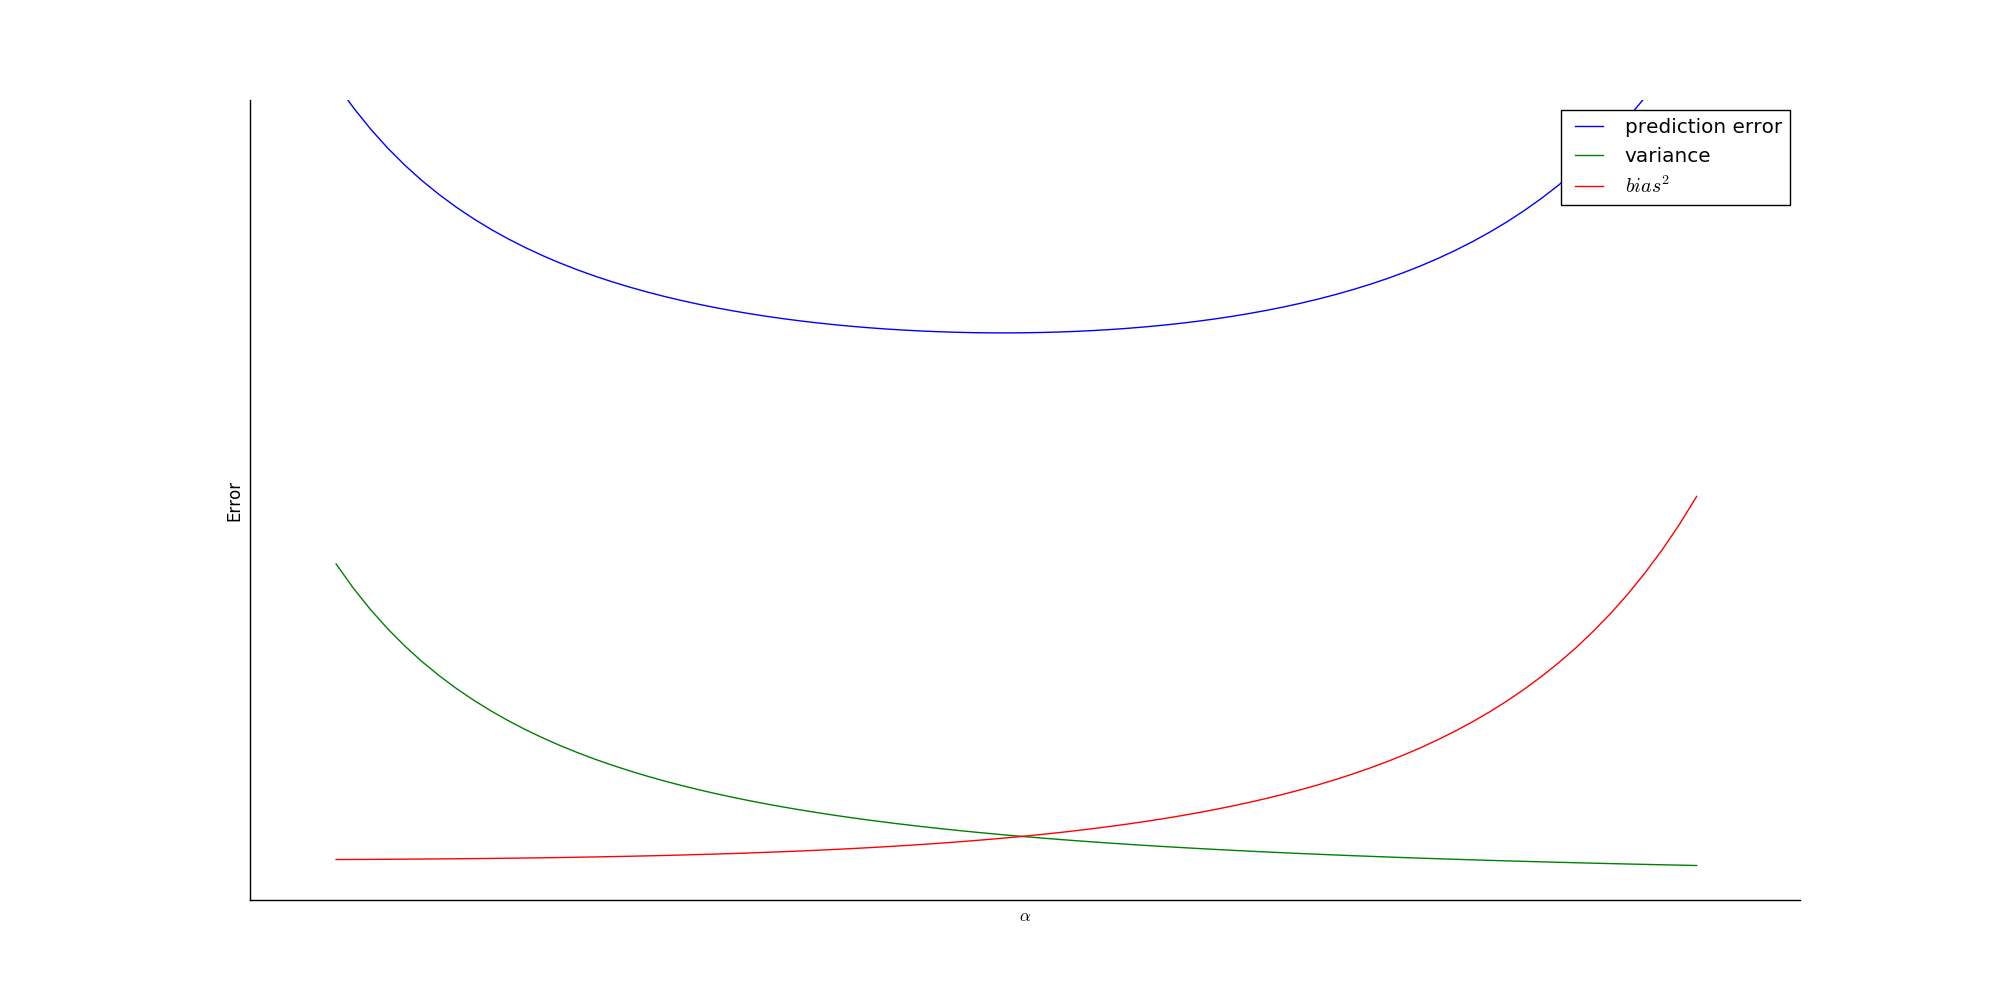 prediction error
variance
bias²
Error
α